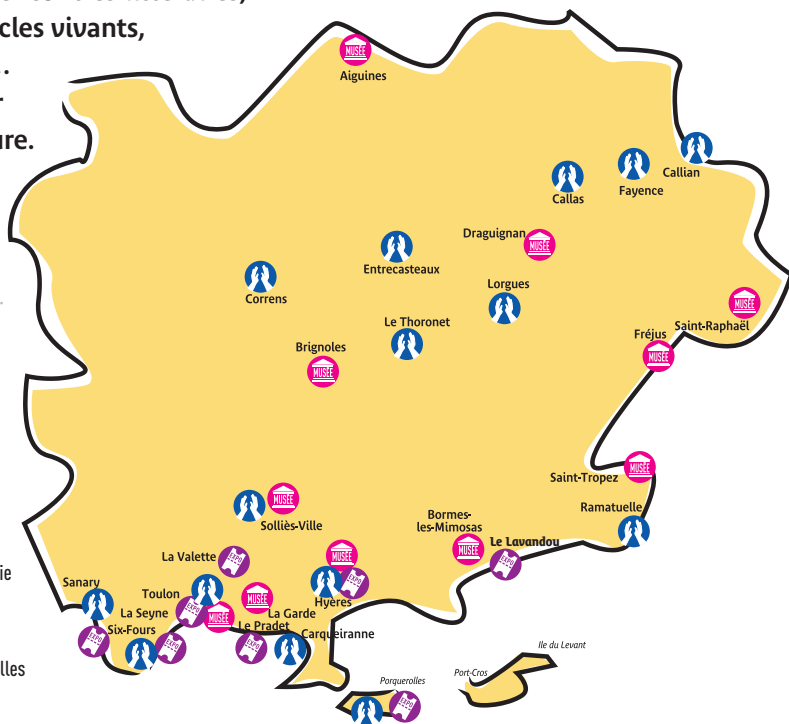 cles vivants,
ure.
MUSÉE
Aiguines
Callian
Fayence
Callas
Draguignan
MUSÉE
Entrecasteaux
Correns
Lorgues
Le Thoronet
Brignoles
MUSÉE
MUSÉE
Saint-Raphaël
Fréjus
MUSÉE
Saint-Tropez
MUSÉE
Ramatuelle
MUSÉE
Solliès-Ville
Bormes-
les-Mimosas
MUSÉE
Le Lavandou
EXPO
La Valette
EXPO
MUSÉE
EXPO
Hyères
ie
Sanary
Toulon
MUSÉE
La Garde
La Seyne
EXPO
MUSÉE
Le Pradet
Six-Fours
Carqueiranne
EXPO
EXPO
EXPO
lles
Ile du Levant
Port-Cros
Porquerolles
EXPO